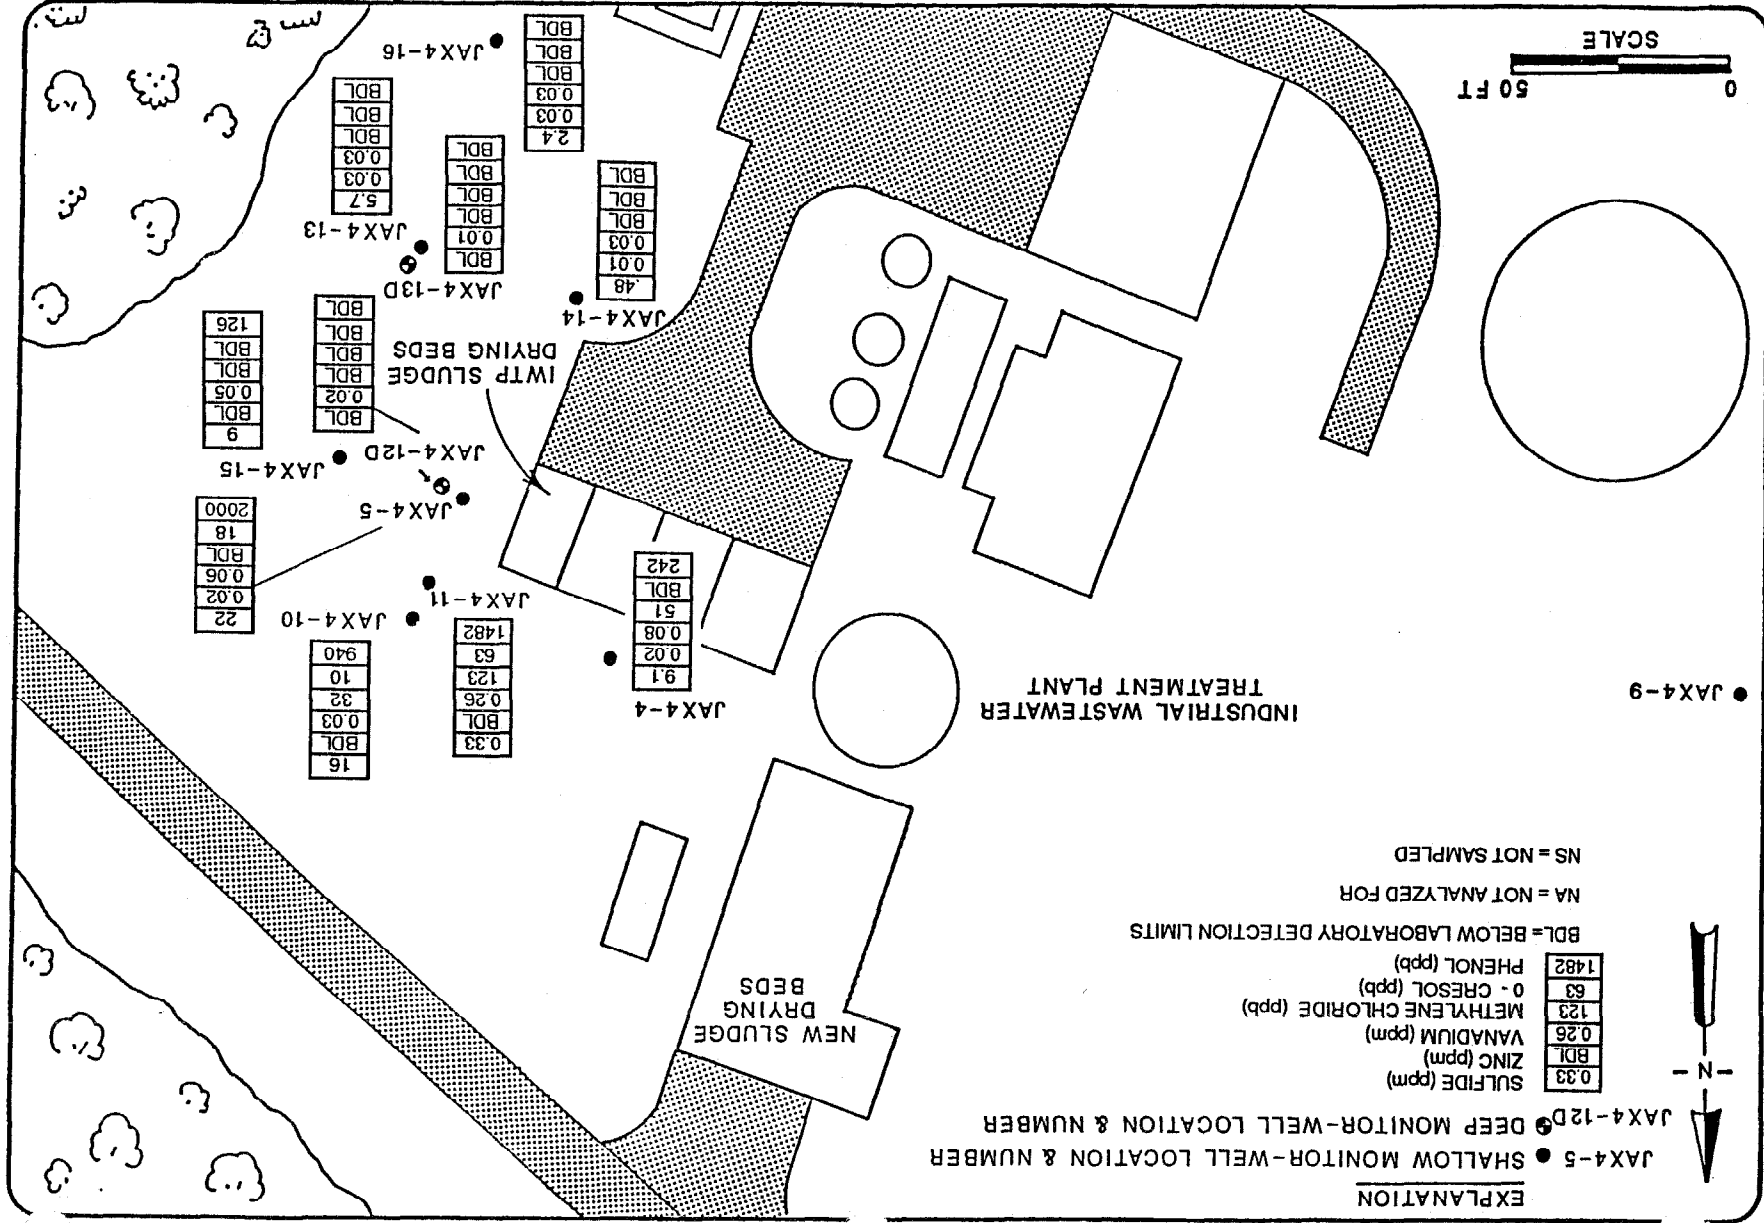 EXPLANATION
JAX4-5 SHALLOW MONITOR-WELL LOCATION & NUMBER
JAX4-12D DEEP MONITOR-WELL LOCATION & NUMBER
N
0.33 SULFIDE (ppm)
BDL ZINC (ppm)
0.26 VANADIUM (ppm)
123 METHYLENE CHLORIDE (ppb)
63 O - CRESOL (ppb)
1482 PHENOL (ppb)
BDL= BELOW LABORATORY DETECTION LIMITS
NA = NOT ANALYZED FOR
NS = NOT SAMPLED
NEW SLUDGE
DRYING
BEDS
JAX4-9
INDUSTRIAL WASTEWATER
TREATMENT PLANT
JAX4-4
9.1
0.02
0.08
51
BDL
242
0.33
BDL
0.26
123
63
1482
JAX4-11
16
BDL
0.03
32
10
940
JAX4-10
22
0.02
0.06
BDL
18
2000
JAX4-5
JAX4-12D
BDL
0.02
BDL
BDL
BDL
BDL
JAX4-15
9
BDL
0.05
BDL
BDL
126
IWTP SLUDGE
DRYING BEDS
JAX4-14
.48
0.01
0.03
BDL
BDL
BDL
JAX4-13D
BDL
0.01
BDL
BDL
BDL
BDL
JAX4-13
5.7
0.03
0.03
BDL
BDL
BDL
2.4
0.03
0.03
BDL
BDL
BDL
JAX4-16
0 50 FT
SCALE